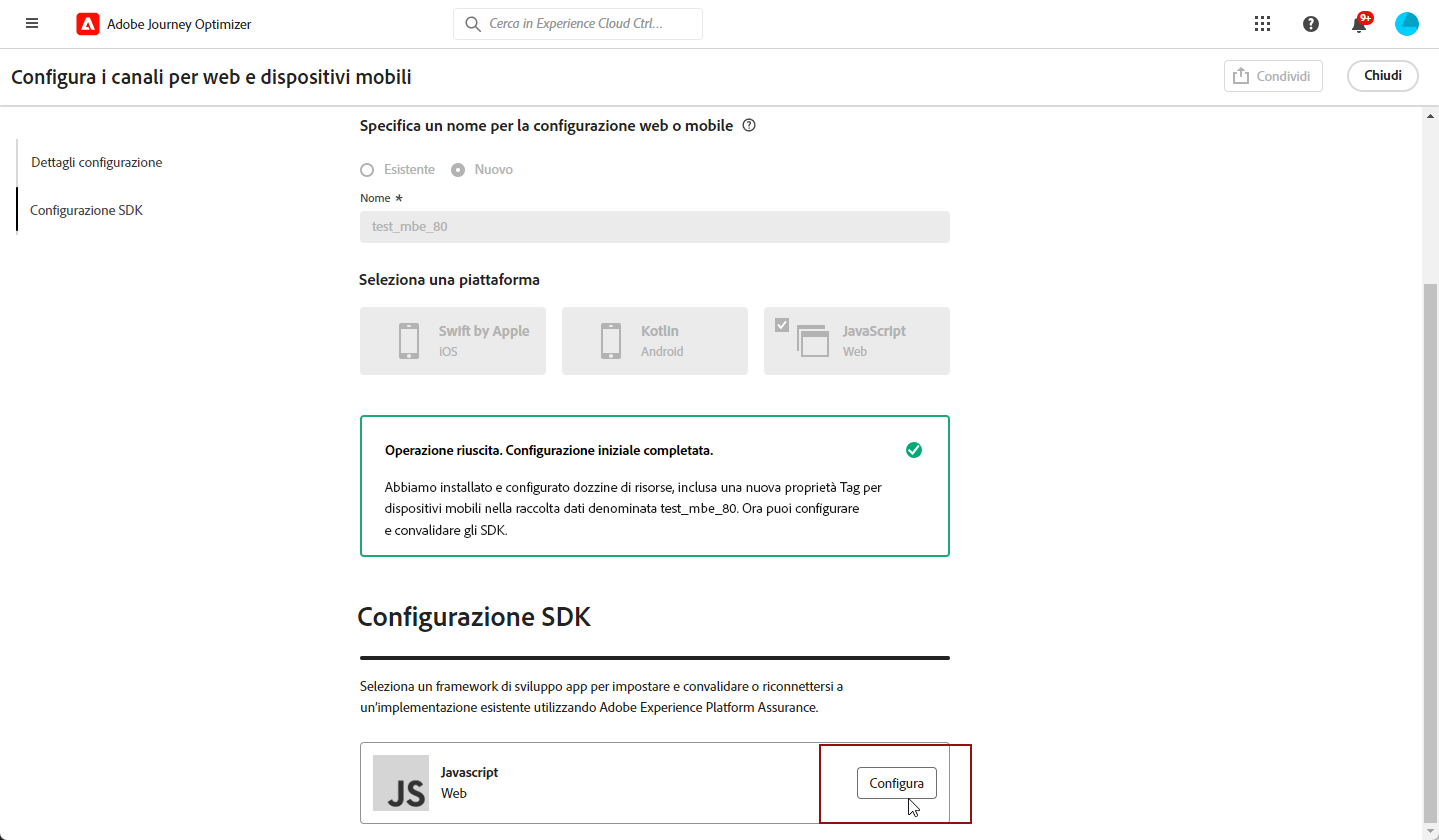 Adobe Journey Optimizer
Cerca in Experience Cloud Ctrl...
9+
Configura i canali per web e dispositivi mobili
Condividi
Chiudi
Dettagli configurazione
Configurazione SDK
Specifica un nome per la configurazione web o mobile
Esistente
Nuovo
Nome *
test_mbe_80
Seleziona una piattaforma
Swift by Apple
iOS
Kotlin
Android
JavaScript
Web
Operazione riuscita. Configurazione iniziale completata.
Abbiamo installato e configurato dozzine di risorse, inclusa una nuova proprietà Tag per
dispositivi mobili nella raccolta dati denominata test_mbe_80. Ora puoi configurare
e convalidare gli SDK.
Configurazione SDK
Seleziona un framework di sviluppo app per impostare e convalidare o riconnettersi a
un'implementazione esistente utilizzando Adobe Experience Platform Assurance.
JS
Javascript
Web
Configura